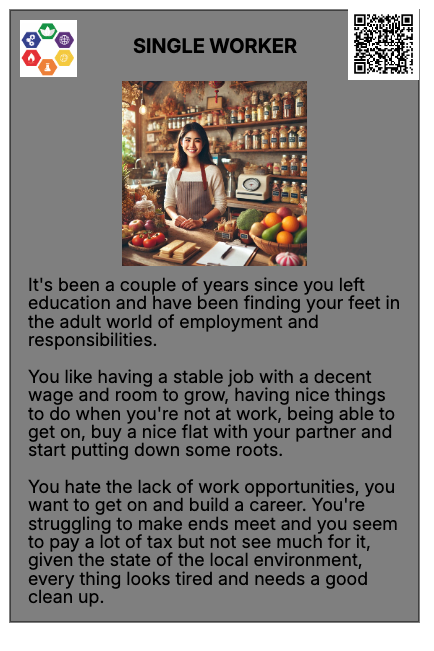 SINGLE WORKER
It's been a couple of years since you left
education and have been finding your feet in
the adult world of employment and
responsibilities.
You like having a stable job with a decent
wage and room to grow, having nice things
to do when you're not at work, being able to
get on, buy a nice flat with your partner and
start putting down some roots.
You hate the lack of work opportunities, you
want to get on and build a career. You're
struggling to make ends meet and you seem
to pay a lot of tax but not see much for it,
given the state of the local environment,
every thing looks tired and needs a good
clean up.